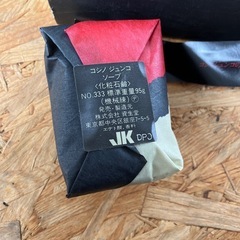 コシノ ジュンコ
ソープ
〈化粧石鹸〉
NO.333 標準重量95g
(機械練) ㋐
発売・製造元
株式会社 資生堂
東京都中央区銀座7-5-5
JK DPO